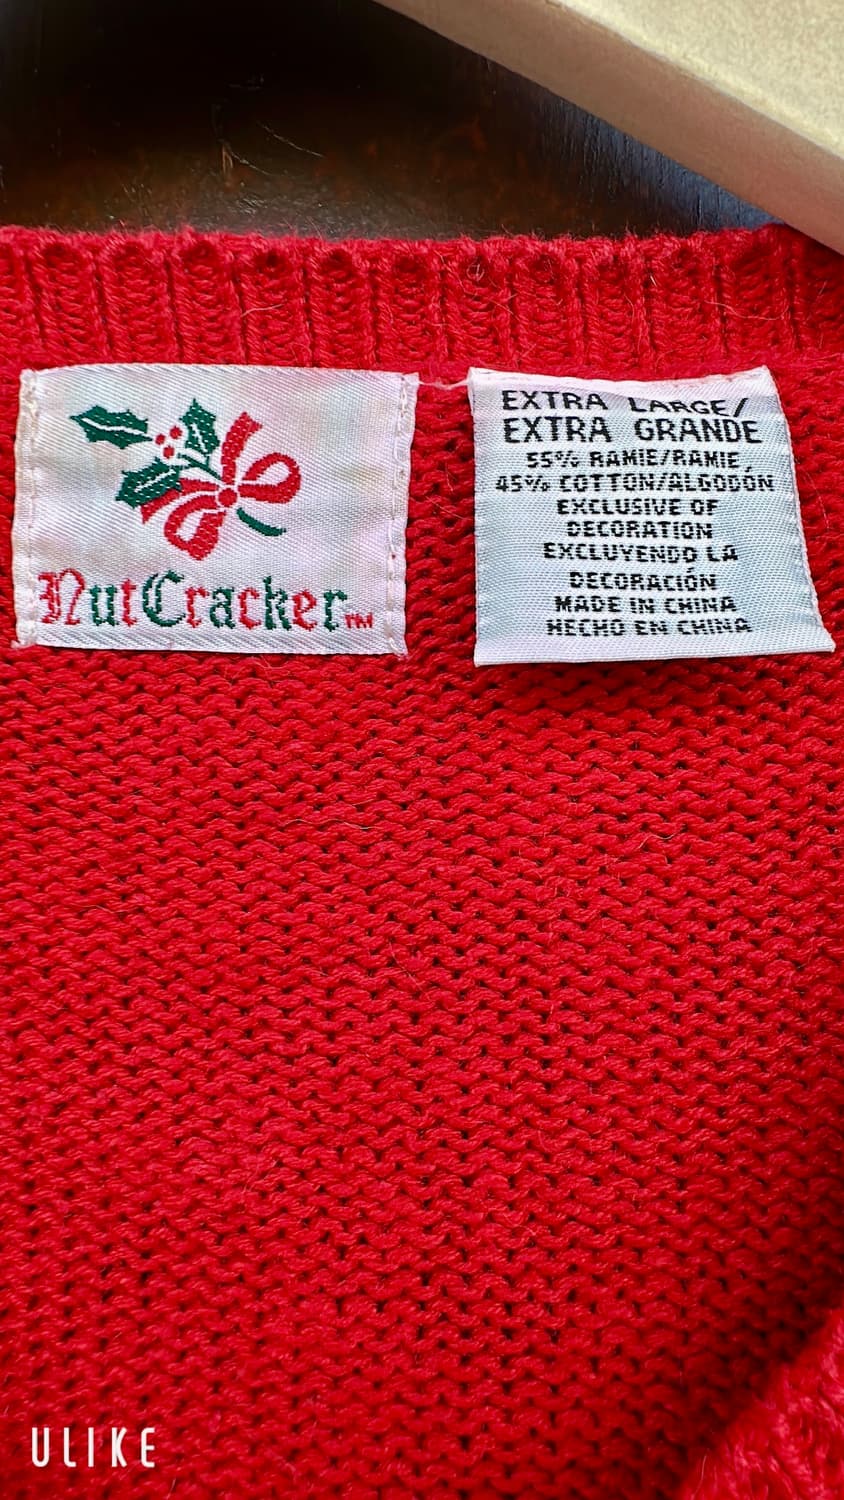 NutCracker™
EXTRA LARGE/
EXTRA GRANDE
55% RAMIE/RAMIE
45% COTTON/ALGODÓN
EXCLUSIVE OF
DECORATION
EXCLUYENDO LA
DECORACIÓN
MADE IN CHINA
HECHO EN CHINA
ULIKE